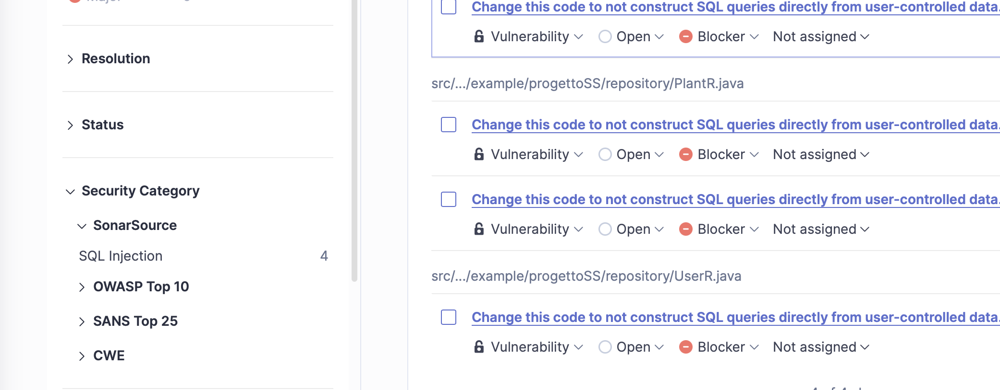 Resolution
Status
Security Category
SonarSource
SQL Injection 4
OWASP Top 10
SANS Top 25
CWE
Change this code to not construct SQL queries directly from user-controlled data.
Vulnerability Open Blocker Not assigned
src/.../example/progettoSS/repository/PlantR.java
Change this code to not construct SQL queries directly from user-controlled data.
Vulnerability Open Blocker Not assigned
Change this code to not construct SQL queries directly from user-controlled data.
Vulnerability Open Blocker Not assigned
src/.../example/progettoSS/repository/UserR.java
Change this code to not construct SQL queries directly from user-controlled data.
Vulnerability Open Blocker Not assigned